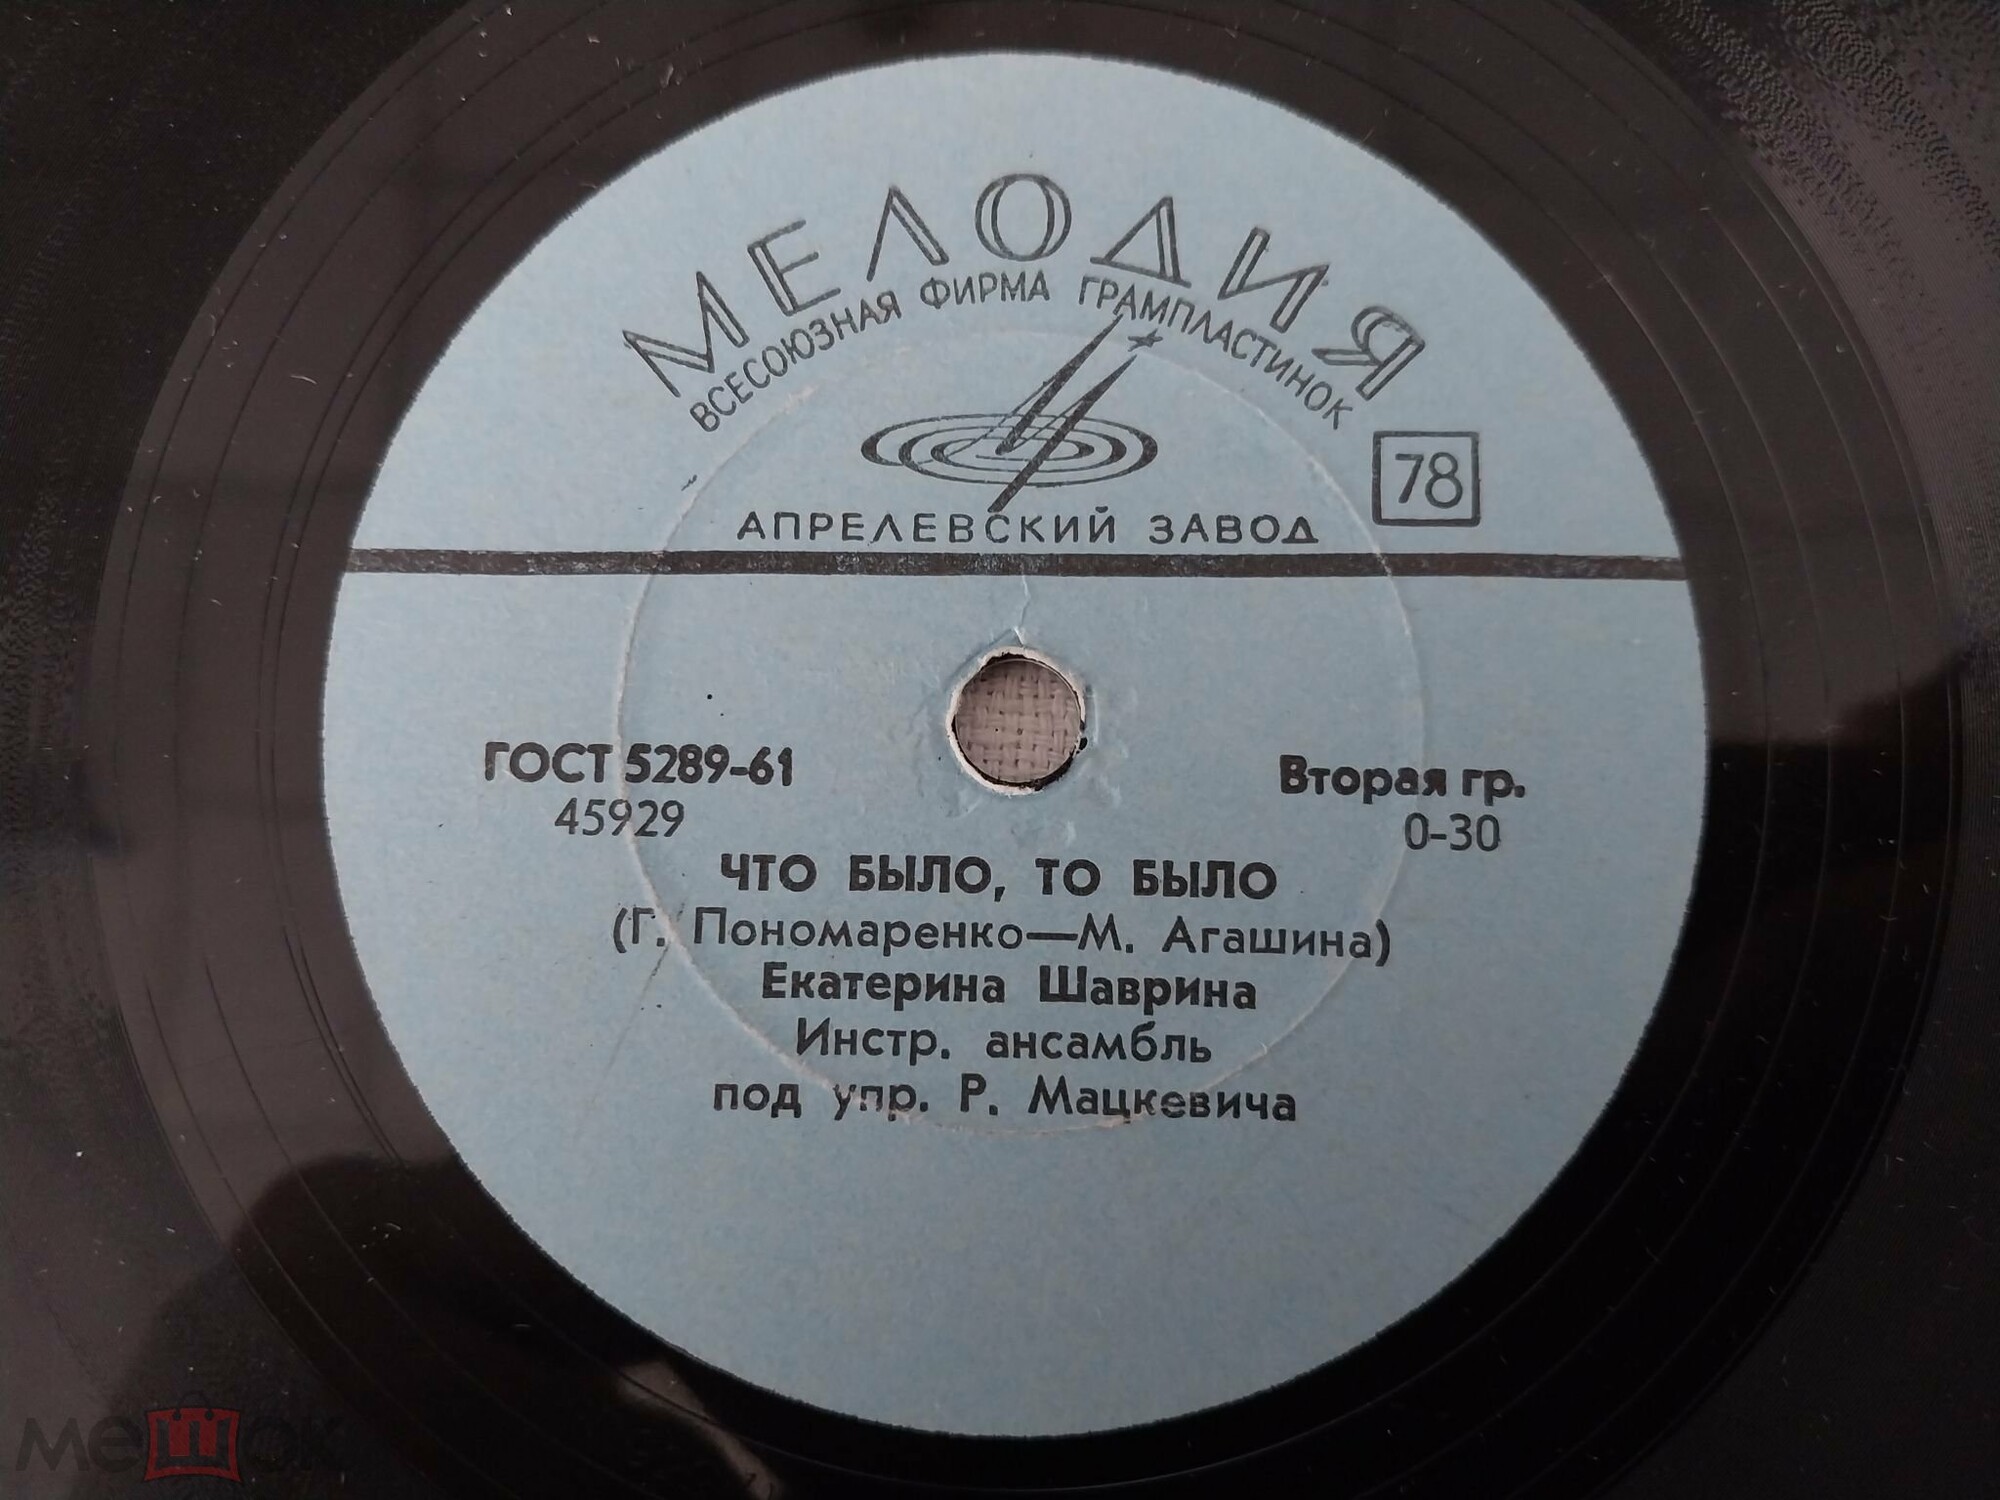 МЕЛОДИЯ
ВСЕСОЮЗНАЯ ФИРМА ГРАМПЛАСТИНОК
78
АПРЕЛЕВСКИЙ ЗАВОД
ГОСТ 5289-61
45929
Вторая гр.
0-30
ЧТО БЫЛО, ТО БЫЛО
(Г. Пономаренко—М. Агашина)
Екатерина Шаврина
Инстр. ансамбль
под упр. Р. Мацкевича
мешок